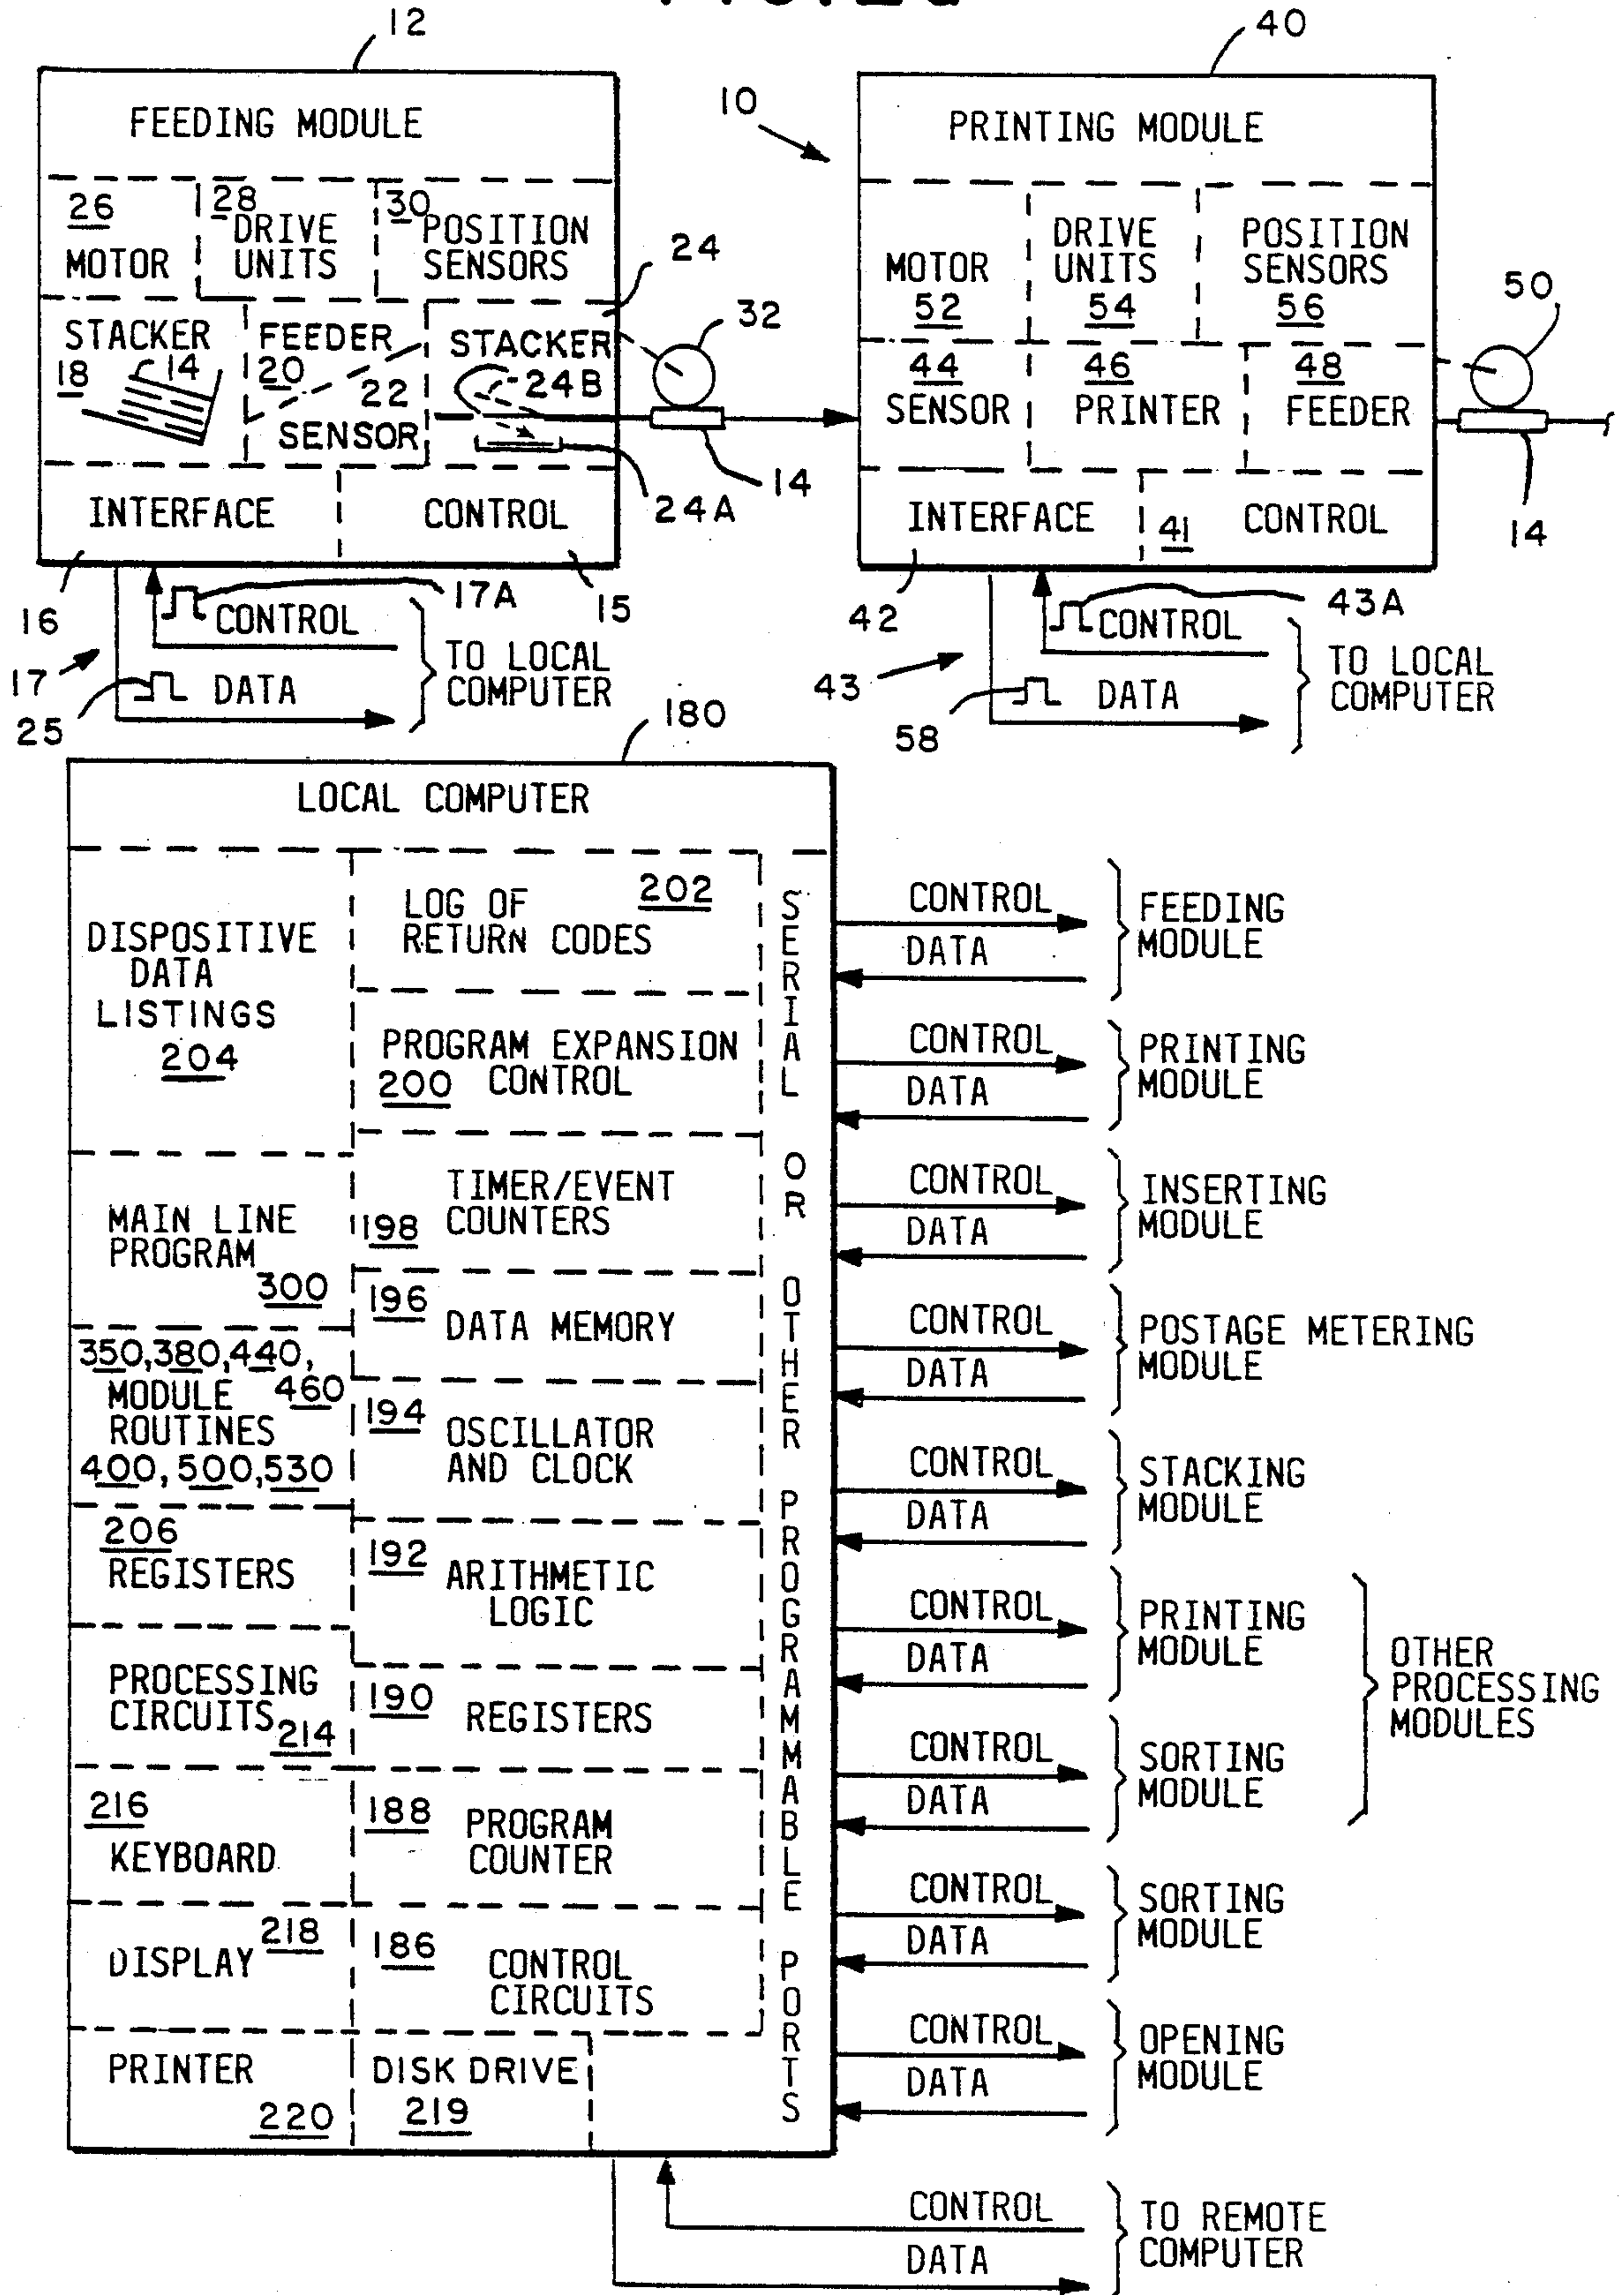 12
40
10
FEEDING MODULE
PRINTING MODULE
26
MOTOR
28
DRIVE
UNITS
30
POSITION
SENSORS
24
32
STACKER
18
14
FEEDER
20
22
SENSOR
STACKER
24B
24A
14
INTERFACE
CONTROL
16
15
17A
CONTROL
17
25
DATA
TO LOCAL
COMPUTER
MOTOR
52
DRIVE
UNITS
54
POSITION
SENSORS
56
50
44
SENSOR
46
PRINTER
48
FEEDER
14
INTERFACE
41
CONTROL
42
43A
CONTROL
43
58
DATA
TO LOCAL
COMPUTER
180
LOCAL COMPUTER
DISPOSITIVE
DATA
LISTINGS
204
LOG OF
RETURN CODES
202
PROGRAM EXPANSION
200 CONTROL
MAIN LINE
PROGRAM
300
TIMER/EVENT
198 COUNTERS
196
DATA MEMORY
350,380,440,
MODULE 460
ROUTINES
400,500,530
194
OSCILLATOR
AND CLOCK
206
REGISTERS
192
ARITHMETIC
LOGIC
PROCESSING
CIRCUITS
214
190
REGISTERS
216
KEYBOARD
188
PROGRAM
COUNTER
DISPLAY
218
186
CONTROL
CIRCUITS
PRINTER
220
DISK DRIVE
219
SERIAL OR OTHER PROGRAMMABLE PORTS
CONTROL
DATA
FEEDING
MODULE
CONTROL
DATA
PRINTING
MODULE
CONTROL
DATA
INSERTING
MODULE
CONTROL
DATA
POSTAGE METERING
MODULE
CONTROL
DATA
STACKING
MODULE
CONTROL
DATA
PRINTING
MODULE
CONTROL
DATA
SORTING
MODULE
OTHER
PROCESSING
MODULES
CONTROL
DATA
SORTING
MODULE
CONTROL
DATA
OPENING
MODULE
CONTROL
DATA
TO REMOTE
COMPUTER